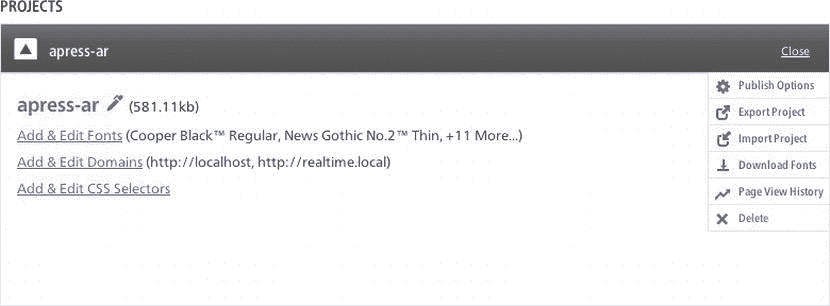 PROJECTS
apress-ar
Close
apress-ar (581.11kb)
Add & Edit Fonts (Cooper Black™ Regular, News Gothic No.2™ Thin, +11 More...)
Add & Edit Domains (http://localhost, http://realtime.local)
Add & Edit CSS Selectors
Publish Options
Export Project
Import Project
Download Fonts
Page View History
Delete